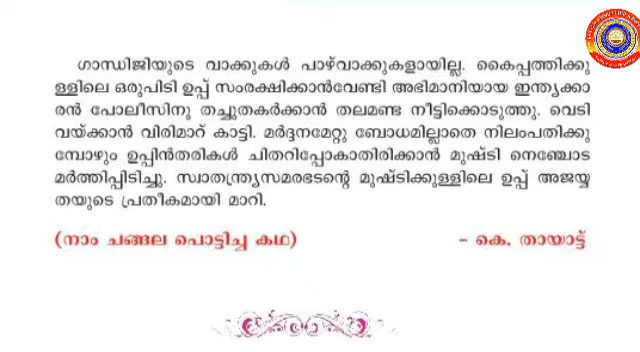 ഗാന്ധിജിയുടെ വാക്കുകൾ പാഴ്‌വാക്കുകളായില്ല. കൈപ്പത്തിക്കു
ള്ളിലെ ഒരുപിടി ഉപ്പ് സംരക്ഷിക്കാൻവേണ്ടി അഭിമാനിയായ ഇന്ത്യക്കാ
രൻ പോലീസിനു തച്ചുതകർക്കാൻ തലമണ്ട നീട്ടിക്കൊടുത്തു. വെടി
വയ്ക്കാൻ വിരിമാറ് കാട്ടി. മർദ്ദനമേറ്റു ബോധമില്ലാതെ നിലംപതിക്കു
മ്പോഴും ഉപ്പിൻതരികൾ ചിതറിപ്പോകാതിരിക്കാൻ മുഷ്ടി നെഞ്ചോട
മർത്തിപ്പിടിച്ചു. സ്വാതന്ത്ര്യസമരഭടന്റെ മുഷ്ടിക്കുള്ളിലെ ഉപ്പ് അജയ്യ
തയുടെ പ്രതീകമായി മാറി.
(നാം ചങ്ങല പൊട്ടിച്ച കഥ) – കെ. തായാട്ട്